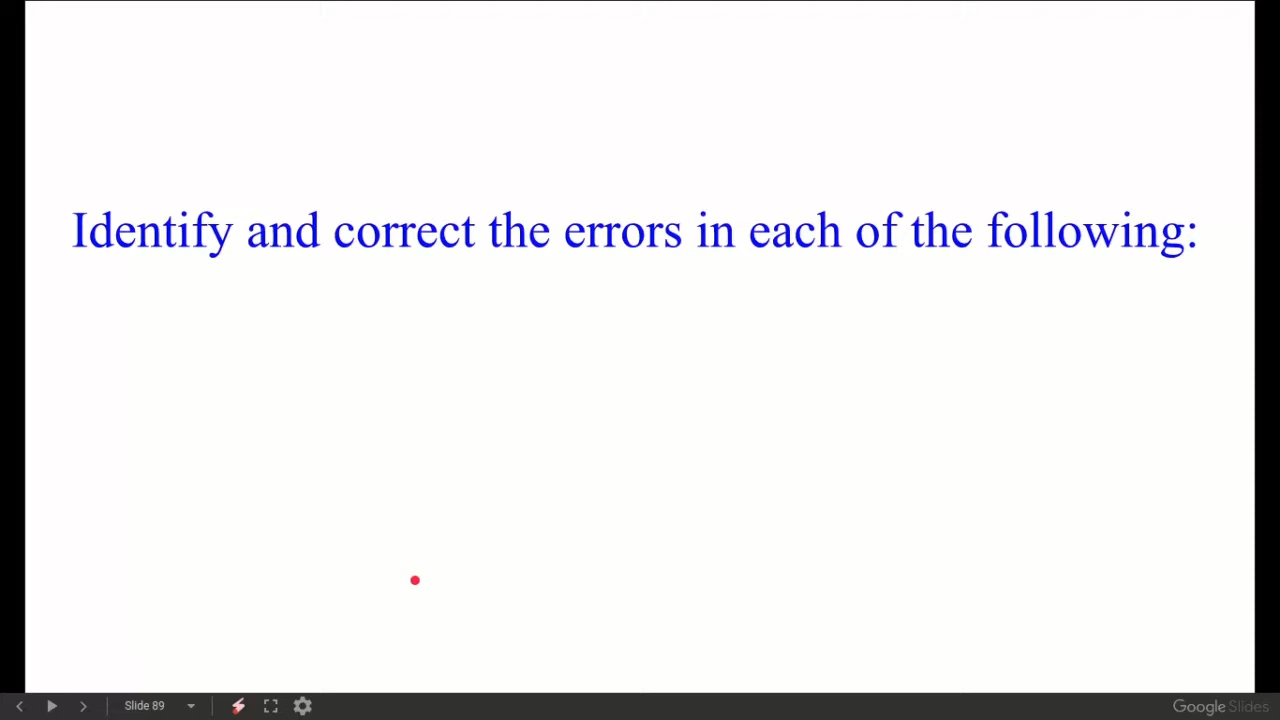 Identify and correct the errors in each of the following:
Slide 89
Google Slides